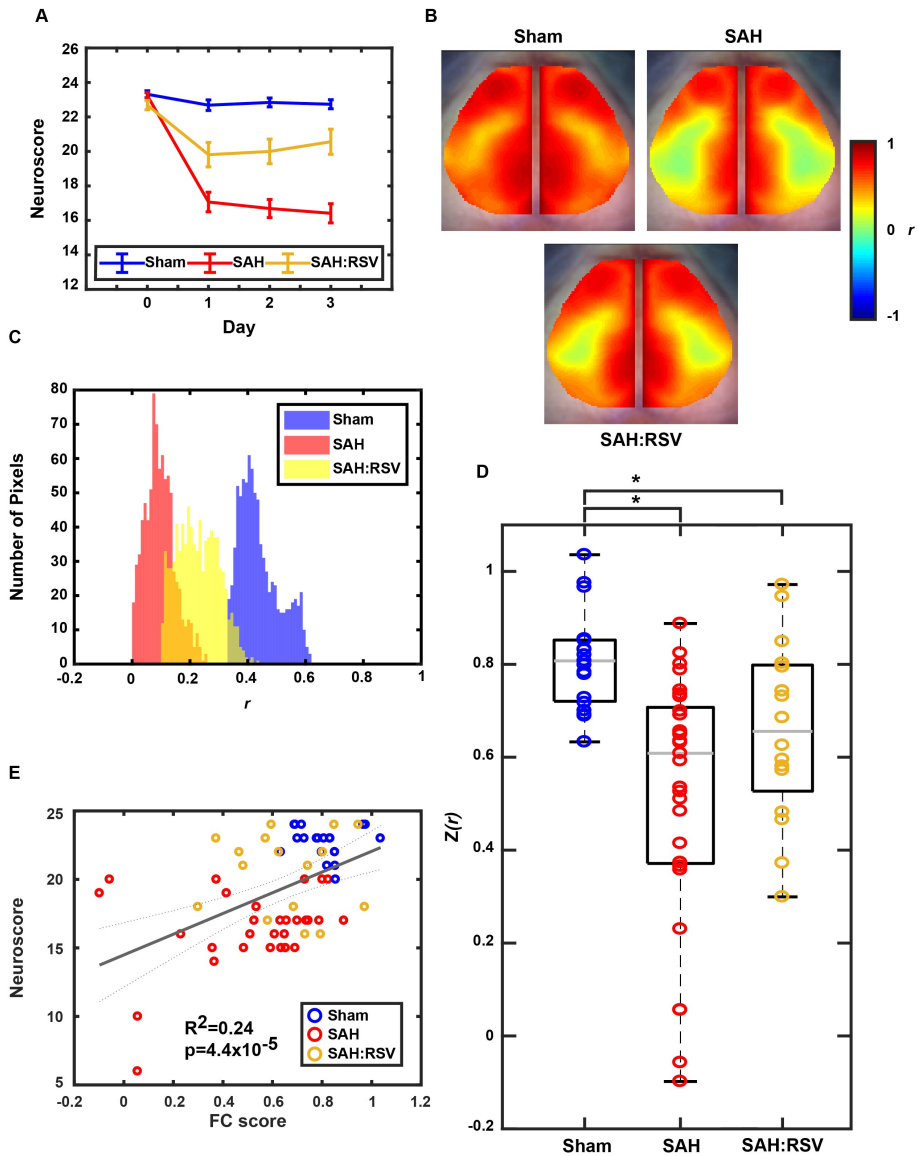 A
26
24
22
20
18
16
14
12
Neuroscore
Sham SAH SAH:RSV
0 1 2 3
Day
B
Sham SAH
SAH:RSV
1
0 r
-1
C
80
70
60
50
40
30
20
10
0
Number of Pixels
Sham
SAH
SAH:RSV
-0.2 0 0.2 0.4 0.6 0.8 1
r
D
*
*
1
0.8
0.6
0.4
0.2
0
-0.2
Z(r)
Sham SAH SAH:RSV
E
25
20
15
10
5
Neuroscore
R²=0.24
p=4.4x10⁻⁵
Sham
SAH
SAH:RSV
-0.2 0 0.2 0.4 0.6 0.8 1 1.2
FC score